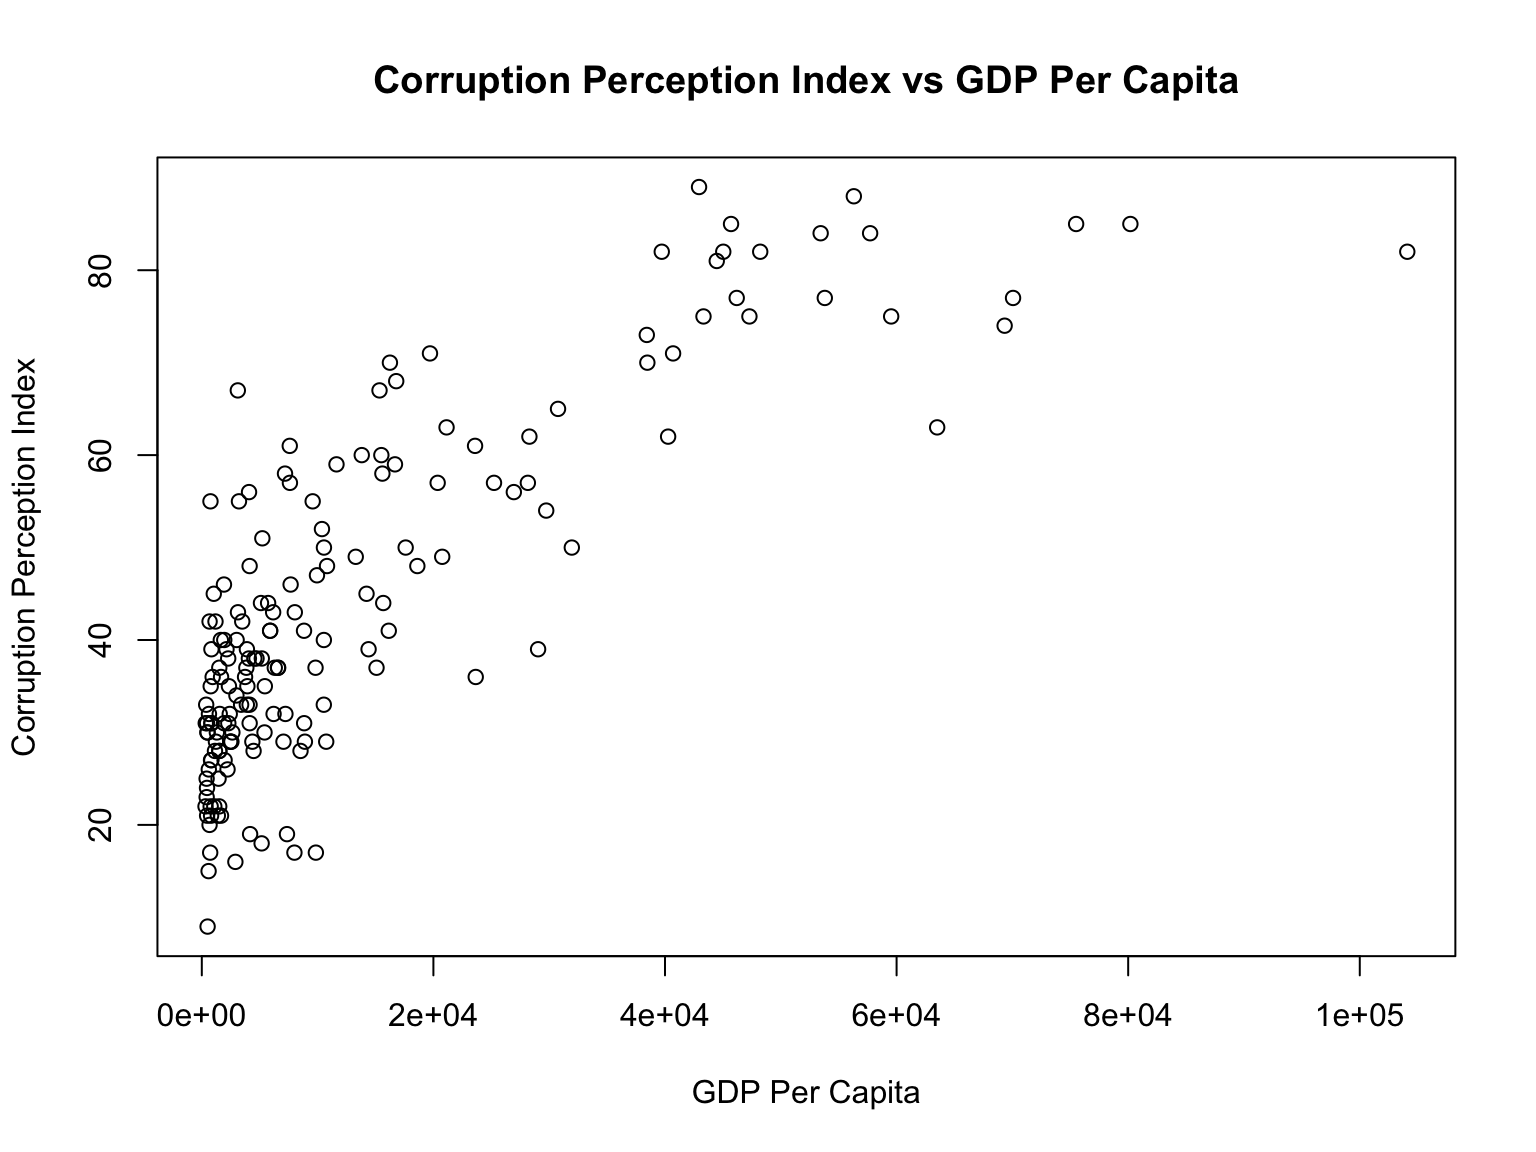 Corruption Perception Index vs GDP Per Capita
Corruption Perception Index
80
60
40
20
0e+00 2e+04 4e+04 6e+04 8e+04 1e+05
GDP Per Capita